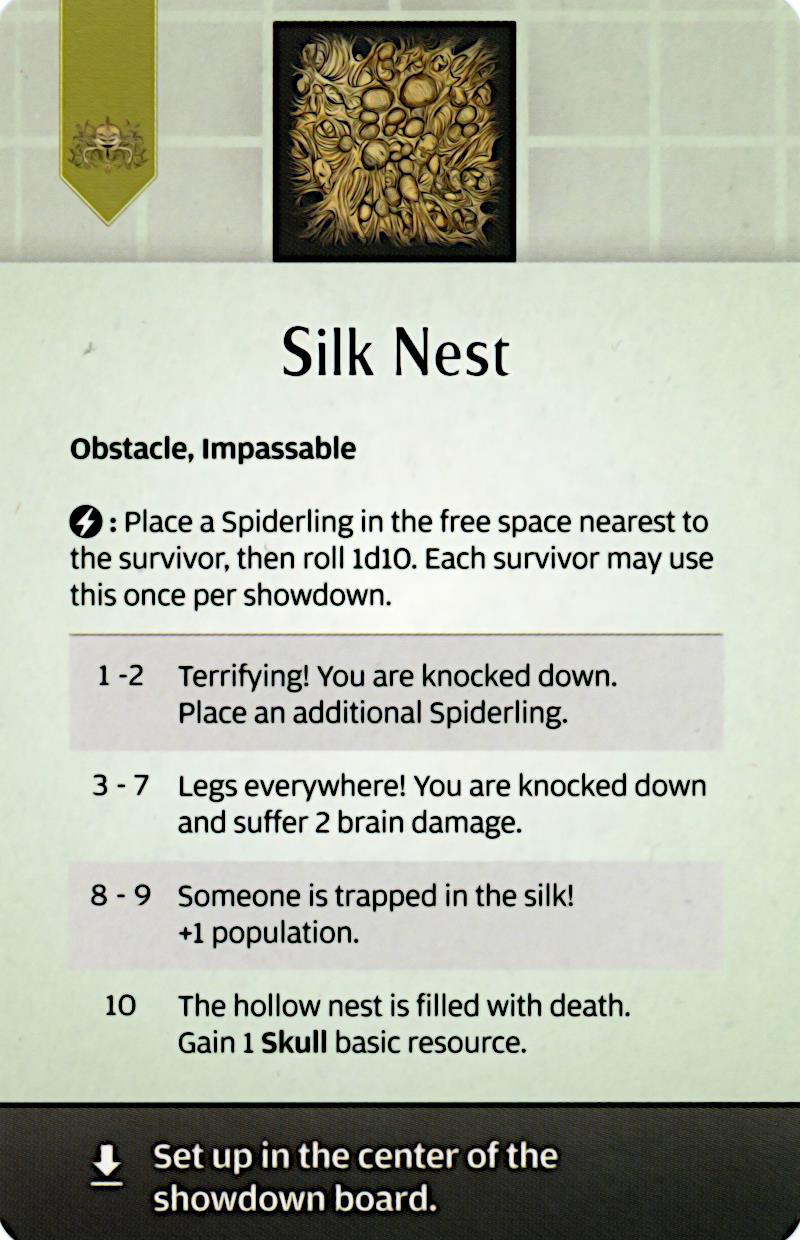 Silk Nest
Obstacle, Impassable
: Place a Spiderling in the free space nearest to
the survivor, then roll 1d10. Each survivor may use
this once per showdown.
1 -2 Terrifying! You are knocked down.
Place an additional Spiderling.
3 - 7 Legs everywhere! You are knocked down
and suffer 2 brain damage.
8 - 9 Someone is trapped in the silk!
+1 population.
10 The hollow nest is filled with death.
Gain 1 Skull basic resource.
Set up in the center of the
showdown board.